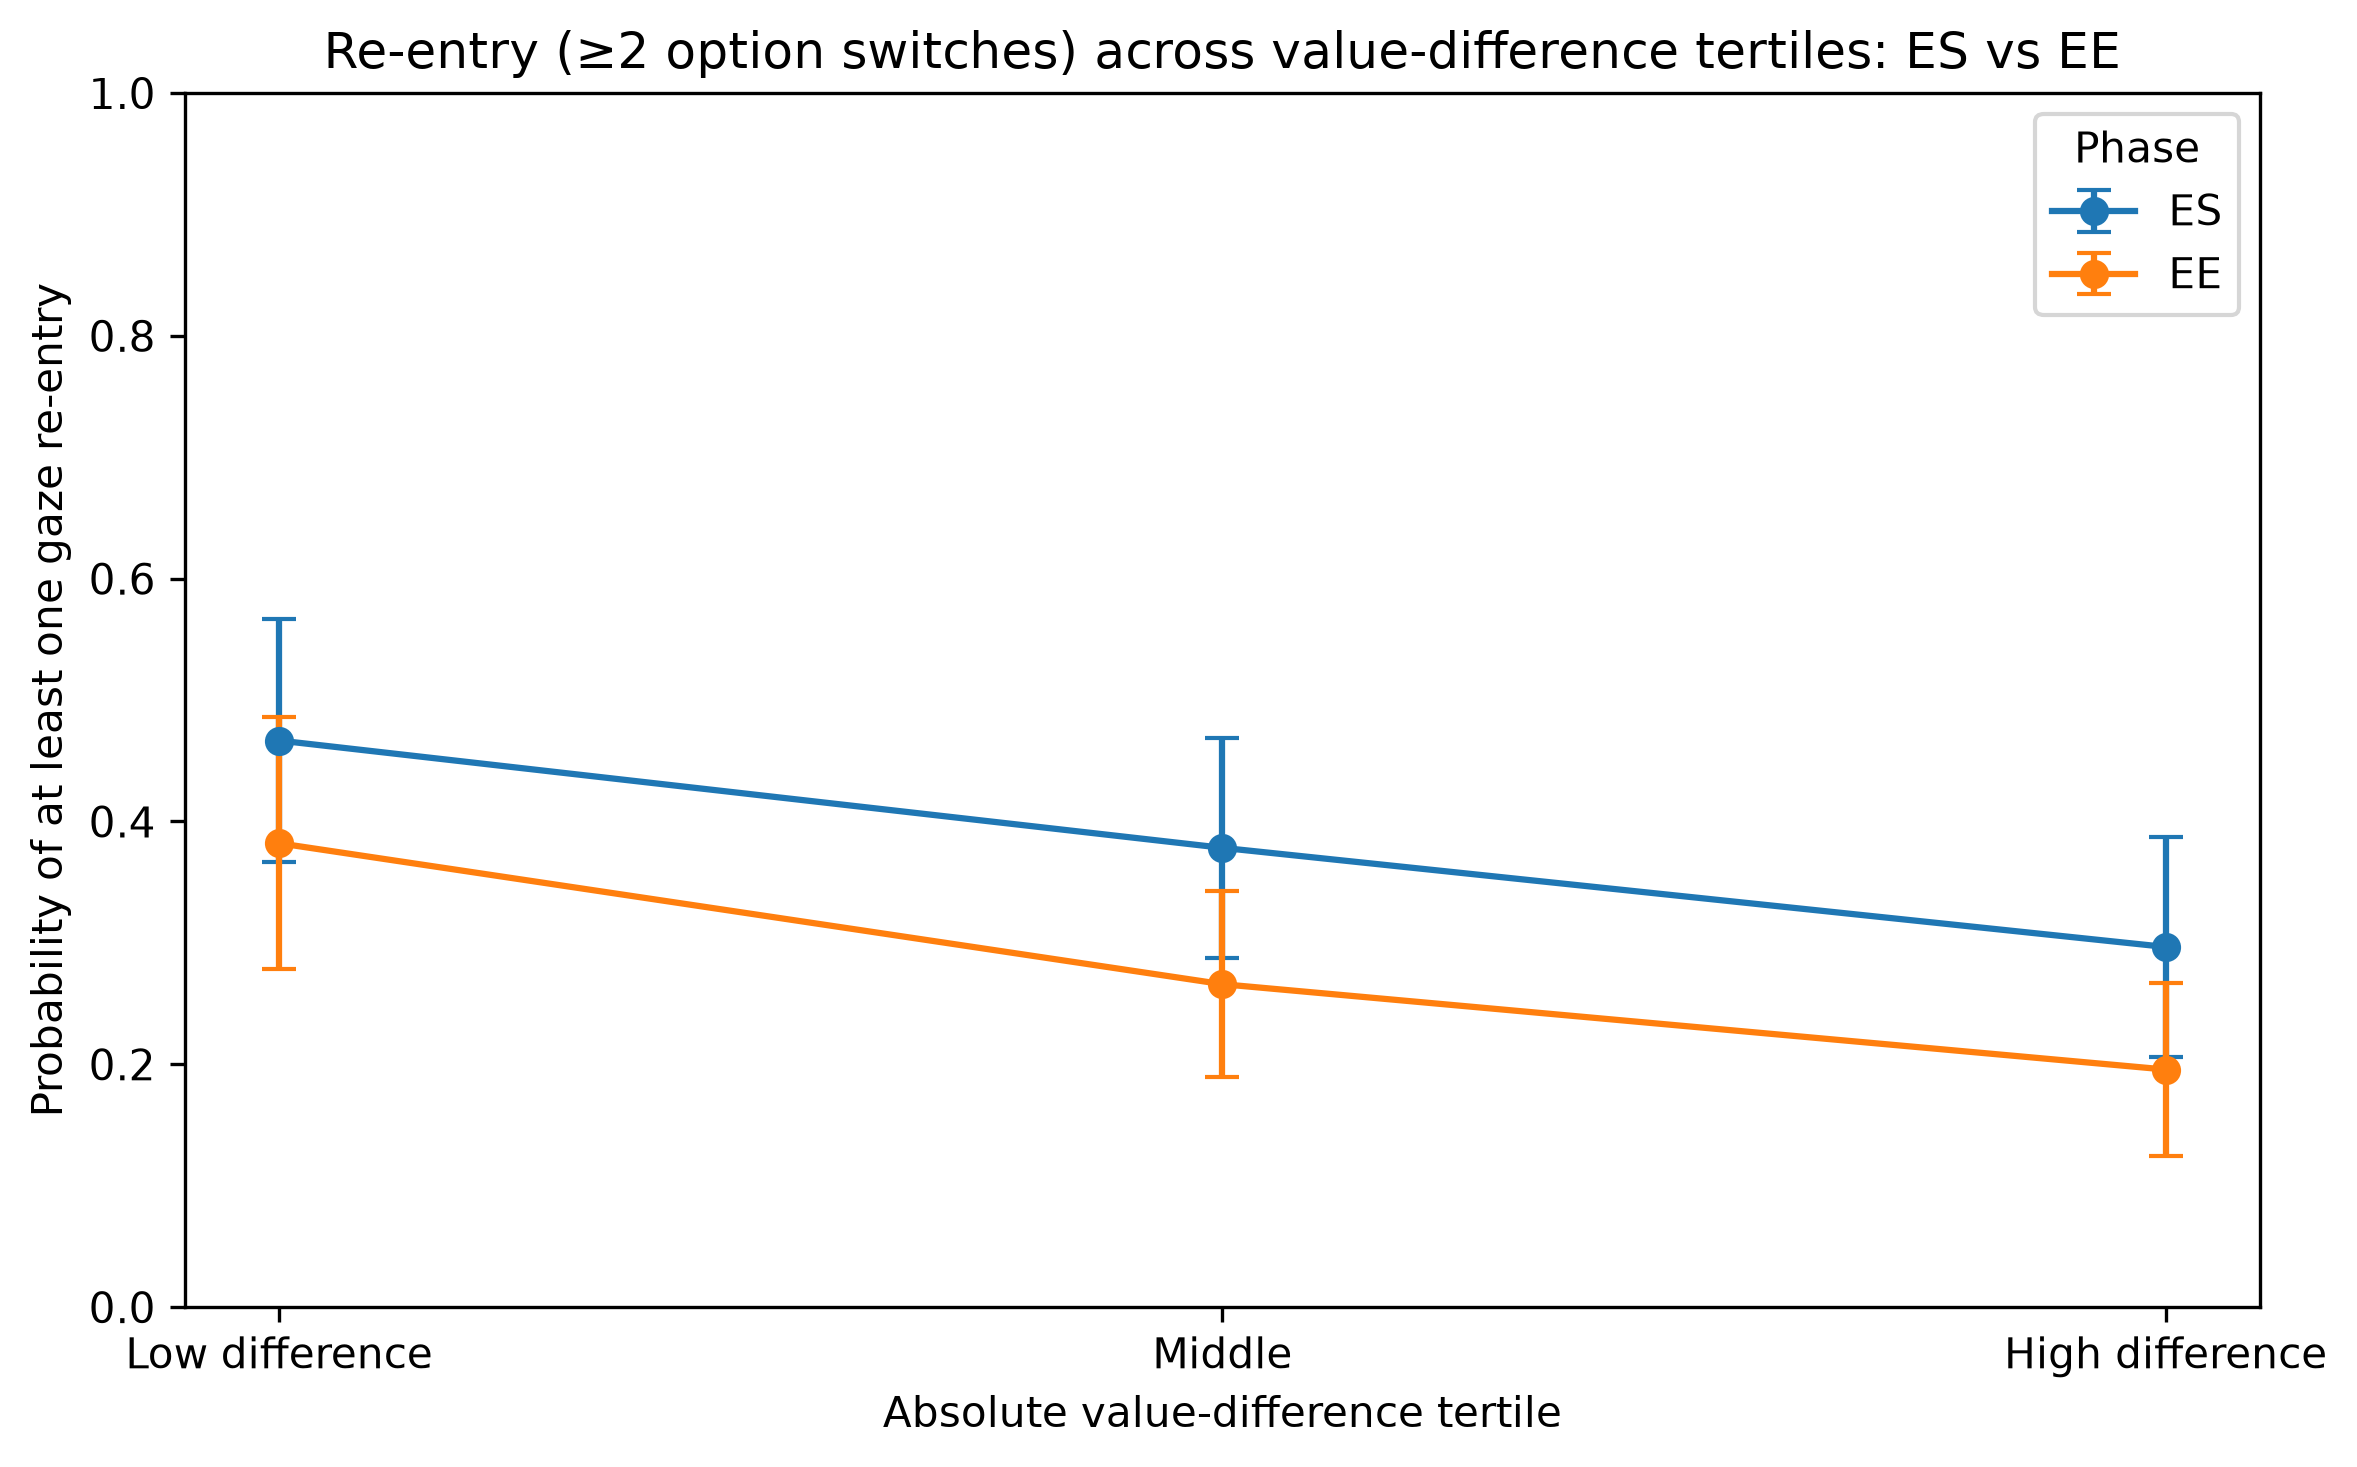 Re-entry (≥2 option switches) across value-difference tertiles: ES vs EE
Probability of at least one gaze re-entry
1.0
0.8
0.6
0.4
0.2
0.0
Phase
ES
EE
Low difference
Middle
High difference
Absolute value-difference tertile